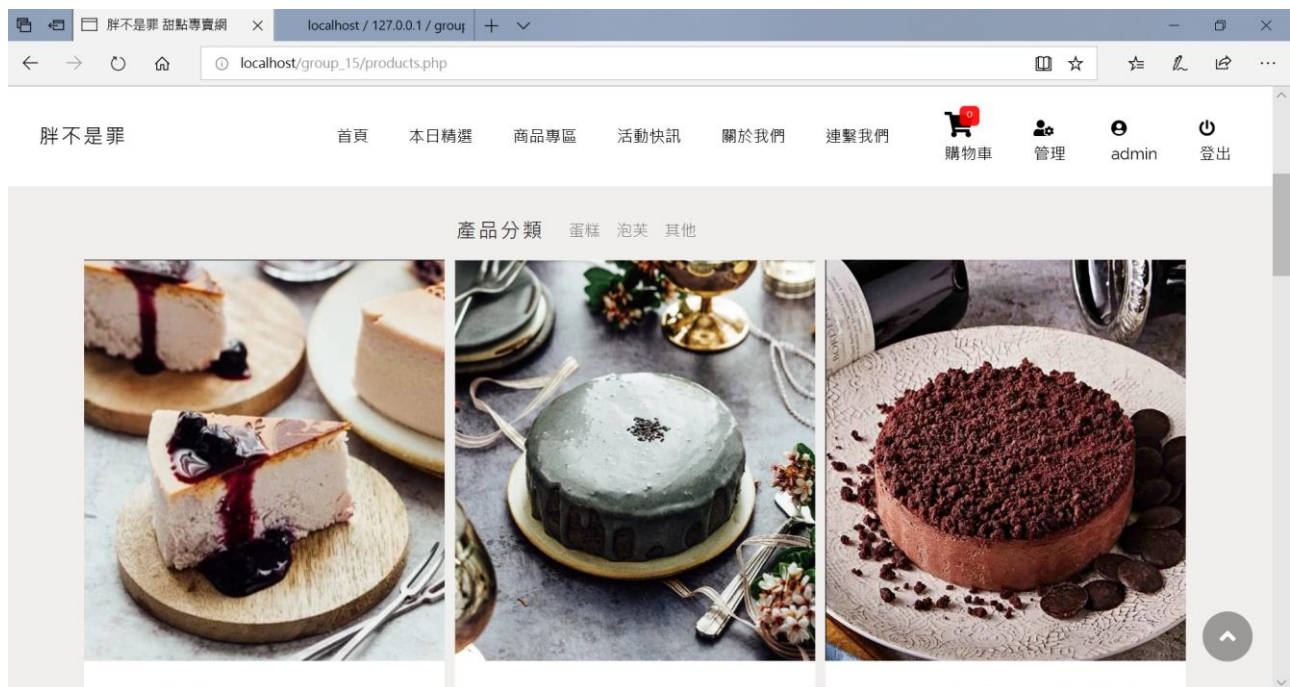 胖不是罪 甜點專賣網
localhost / 127.0.0.1 / group
localhost/group_15/products.php
胖不是罪
首頁 本日精選 商品專區 活動快訊 關於我們 連繫我們 0 購物車 管理 admin 登出
產品分類 蛋糕 泡芙 其他